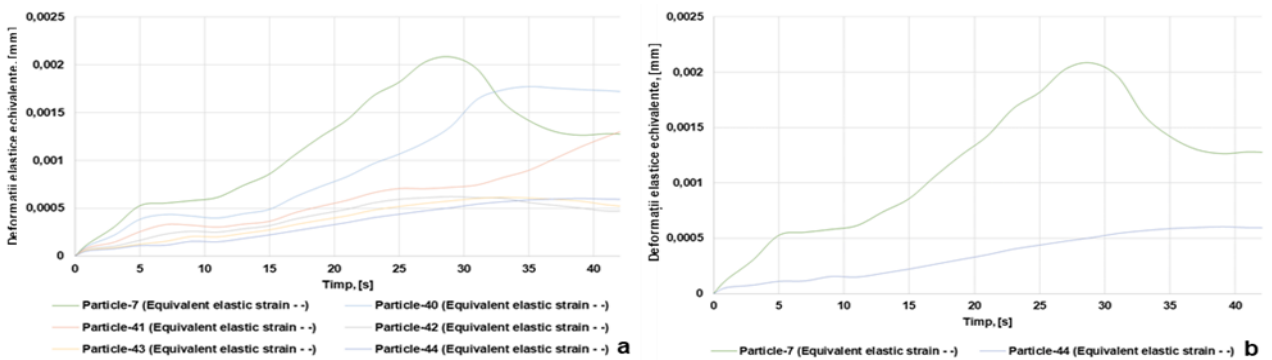 0,0025
0,002
0,0015
0,001
0,0005
0
Deformații elastice echivalente, [mm]
0 5 10 15 20 25 30 35 40
Timp, [s]
Particle-7 (Equivalent elastic strain - -) Particle-40 (Equivalent elastic strain - -)
Particle-41 (Equivalent elastic strain - -) Particle-42 (Equivalent elastic strain - -)
Particle-43 (Equivalent elastic strain - -) Particle-44 (Equivalent elastic strain - -)
a
0,0025
0,002
0,0015
0,001
0,0005
0
Deformații elastice echivalente, [mm]
0 5 10 15 20 25 30 35 40
Timp, [s]
Particle-7 (Equivalent elastic strain - -) Particle-44 (Equivalent elastic strain - -)
b